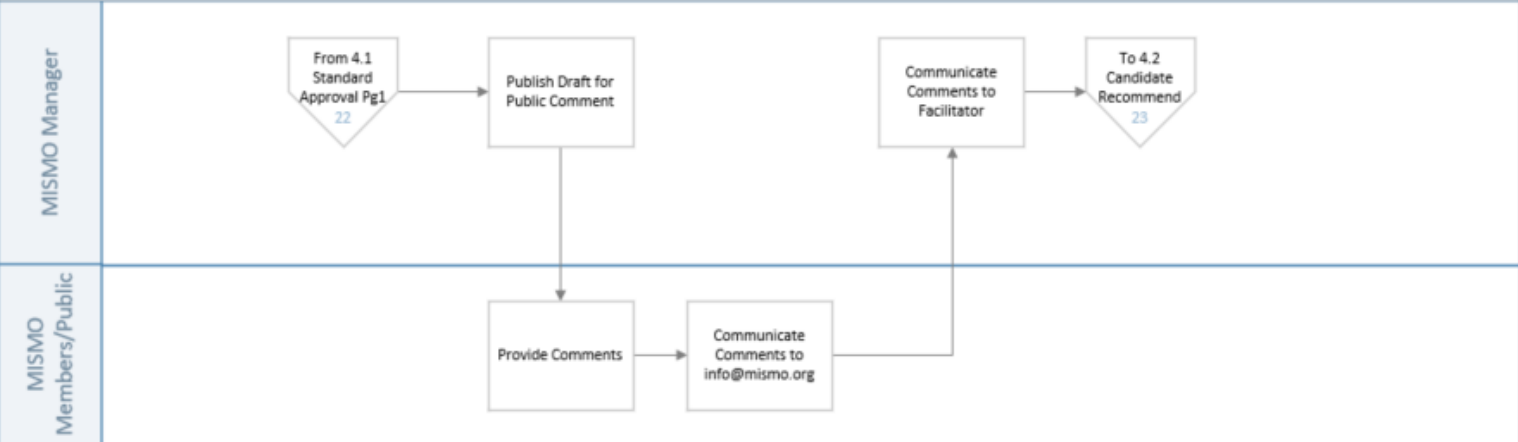 MISMO Manager
From 4.1
Standard
Approval Pg1
22
Publish Draft for
Public Comment
Communicate
Comments to
Facilitator
To 4.2
Candidate
Recommend
23
MISMO
Members/Public
Provide Comments
Communicate
Comments to
info@mismo.org